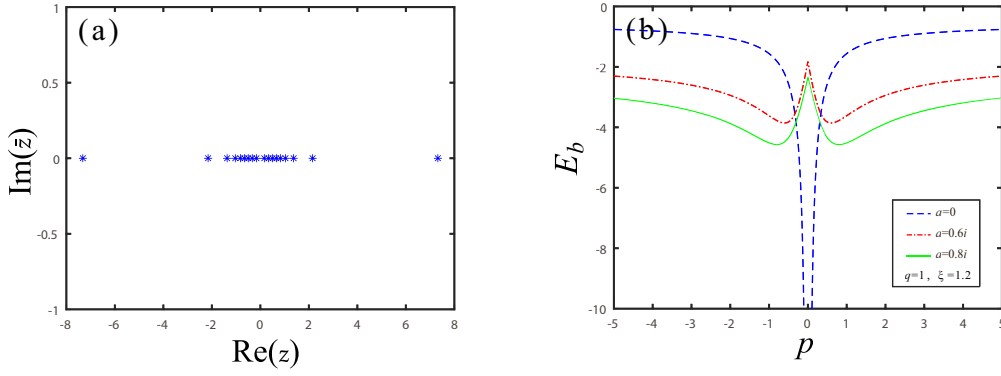 (a)
1
0.5
0
-0.5
-1
-8 -6 -4 -2 0 2 4 6 8
Im(z̄)
Re(z)
(b)
0
-2
-4
-6
-8
-10
-5 -4 -3 -2 -1 0 1 2 3 4 5
E_b
p
a=0
a=0.6i
a=0.8i
q=1, ξ=1.2